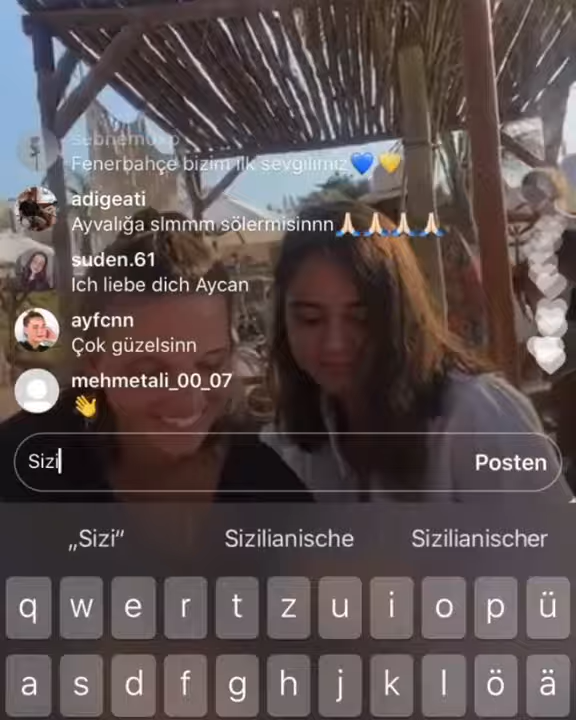 Fenerbahçe bizim ilk sevgilimiz 💙💛
adigeati
Ayvalığa slmmm sölermisinnn🙏🏻🙏🏻🙏🏻🙏🏻
suden.61
Ich liebe dich Aycan
ayfcnn
Çok güzelsinn
mehmetali_00_07
👋
Sizi
Posten
„Sizi“ Sizilianische Sizilianischer
q w e r t z u i o p ü
a s d f g h j k l ö ä